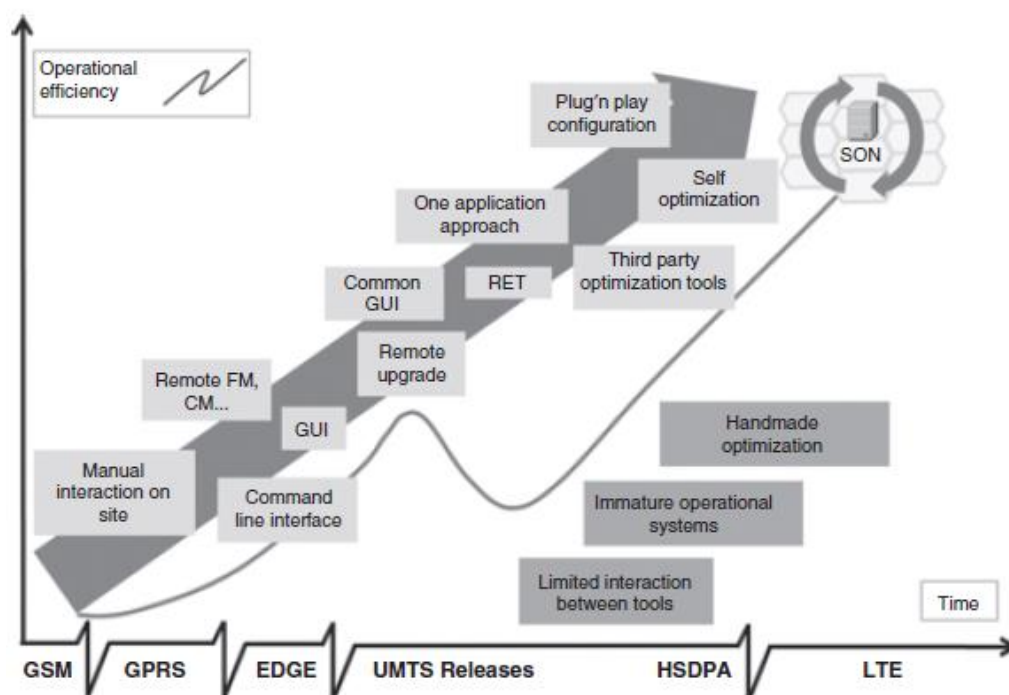 Operational
efficiency
Plug'n play
configuration
SON
Self
optimization
One application
approach
Third party
optimization tools
Common
GUI
RET
Remote
upgrade
Remote FM,
CM...
GUI
Handmade
optimization
Manual
interaction on
site
Command
line interface
Immature operational
systems
Limited interaction
between tools
Time
GSM
GPRS
EDGE
UMTS Releases
HSDPA
LTE